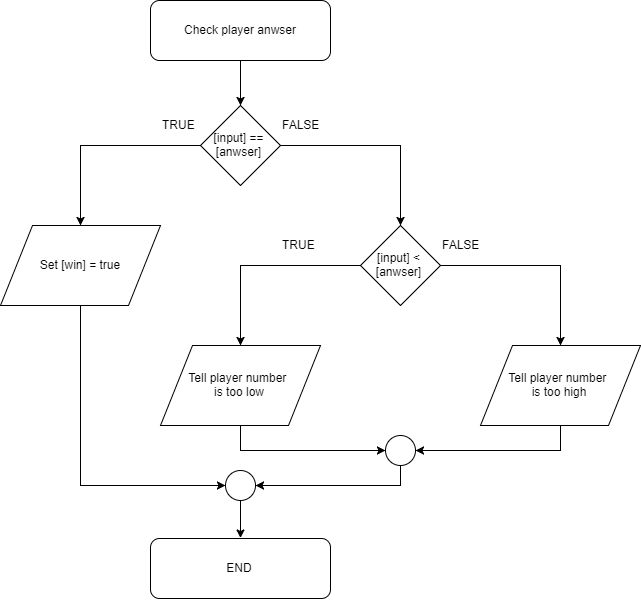 Check player anwser
TRUE
FALSE
[input] ==
[anwser]
Set [win] = true
TRUE
FALSE
[input] <
[anwser]
Tell player number
is too low
Tell player number
is too high
END